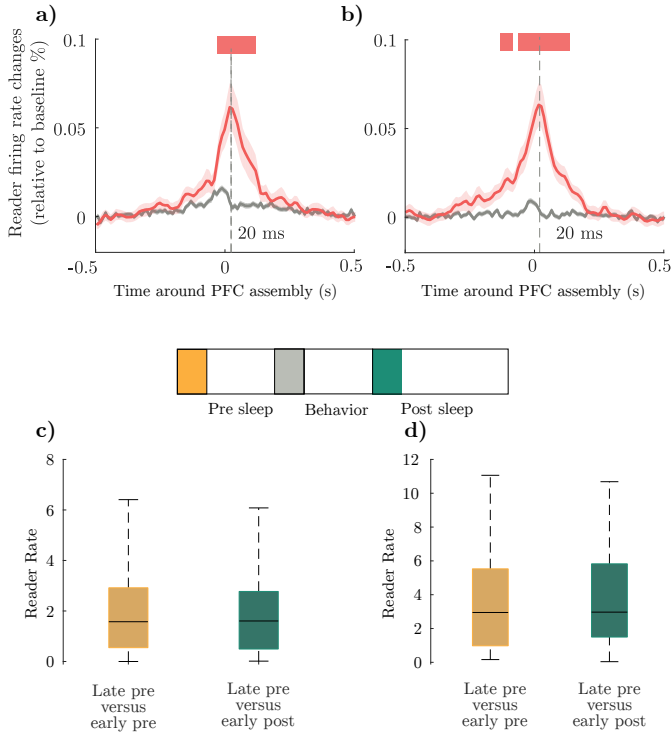 a)
b)
Reader firing rate changes
(relative to baseline %)
0.1
0.05
0
-0.5
0
0.5
20 ms
Time around PFC assembly (s)
0.1
0.05
0
-0.5
0
0.5
20 ms
Time around PFC assembly (s)
Pre sleep
Behavior
Post sleep
c)
Reader Rate
8
6
4
2
0
Late pre
versus
early pre
Late pre
versus
early post
d)
Reader Rate
12
10
8
6
4
2
0
Late pre
versus
early pre
Late pre
versus
early post